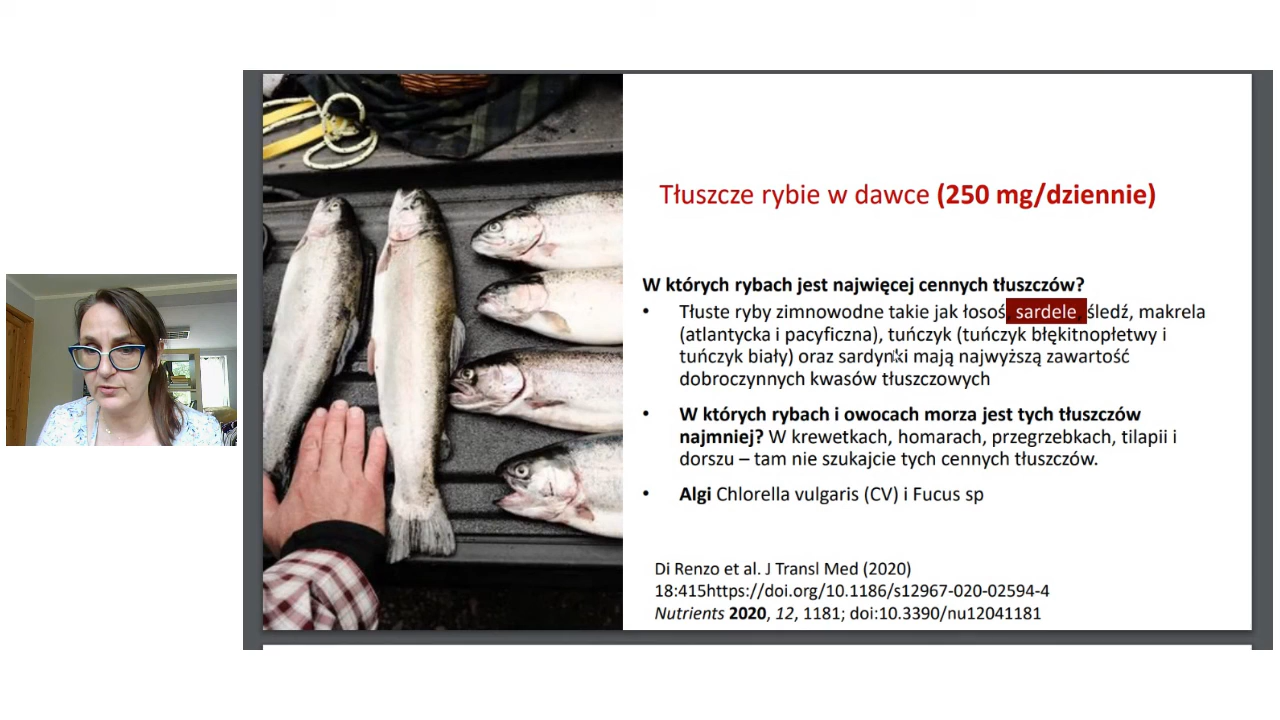 Tłuszcze rybie w dawce (250 mg/dziennie)
W których rybach jest najwięcej cennych tłuszczów?
• Tłuste ryby zimnowodne takie jak łosoś, sardele, śledź, makrela
(atlantycka i pacyficzna), tuńczyk (tuńczyk błękitnopłetwy i
tuńczyk biały) oraz sardynki mają najwyższą zawartość
dobroczynnych kwasów tłuszczowych
• W których rybach i owocach morza jest tych tłuszczów
najmniej? W krewetkach, homarach, przegrzebkach, tilapii i
dorszu – tam nie szukajcie tych cennych tłuszczów.
• Algi Chlorella vulgaris (CV) i Fucus sp
Di Renzo et al. J Transl Med (2020)
18:415https://doi.org/10.1186/s12967-020-02594-4
Nutrients 2020, 12, 1181; doi:10.3390/nu12041181